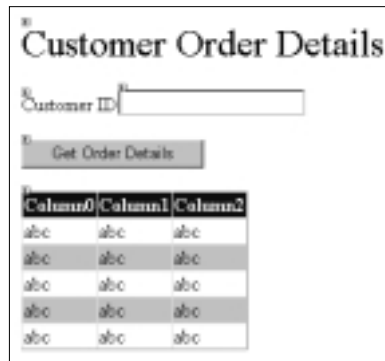 Customer Order Details
Customer ID
Get Order Details
Column0 Column1 Column2
abc abc abc
abc abc abc
abc abc abc
abc abc abc
abc abc abc